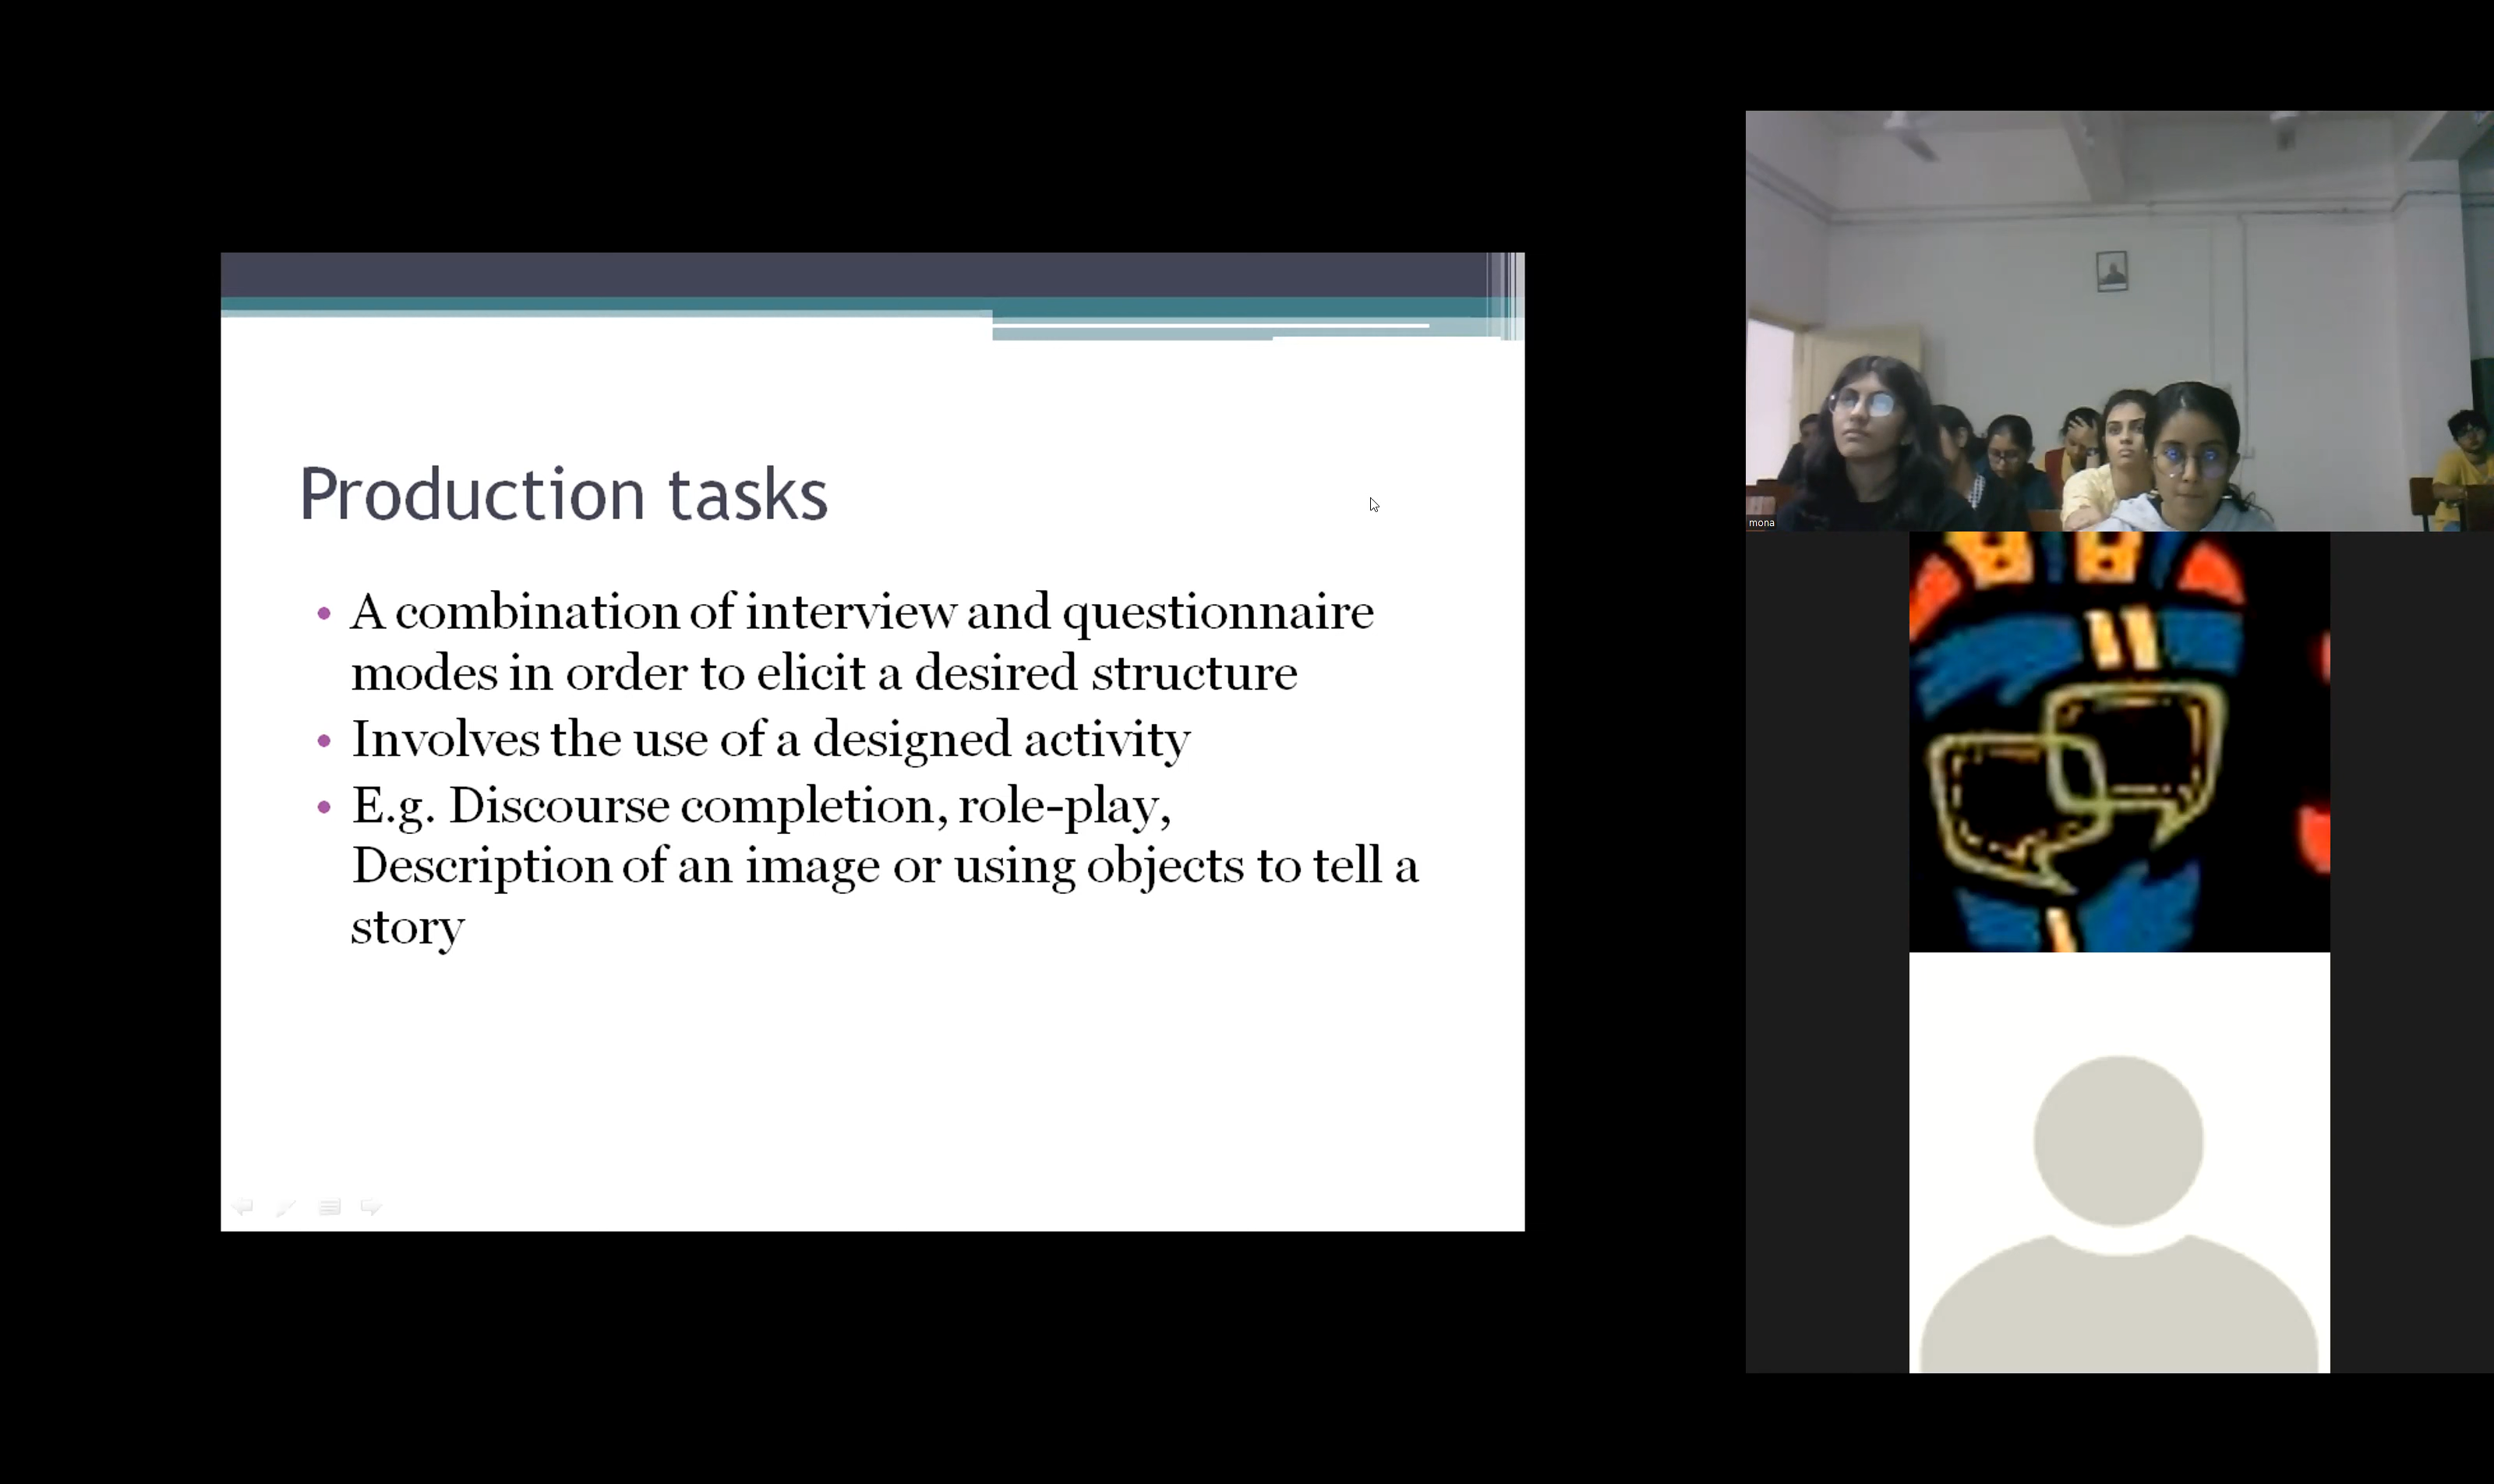 Production tasks
• A combination of interview and questionnaire
modes in order to elicit a desired structure
• Involves the use of a designed activity
• E.g. Discourse completion, role-play,
Description of an image or using objects to tell a
story
mona